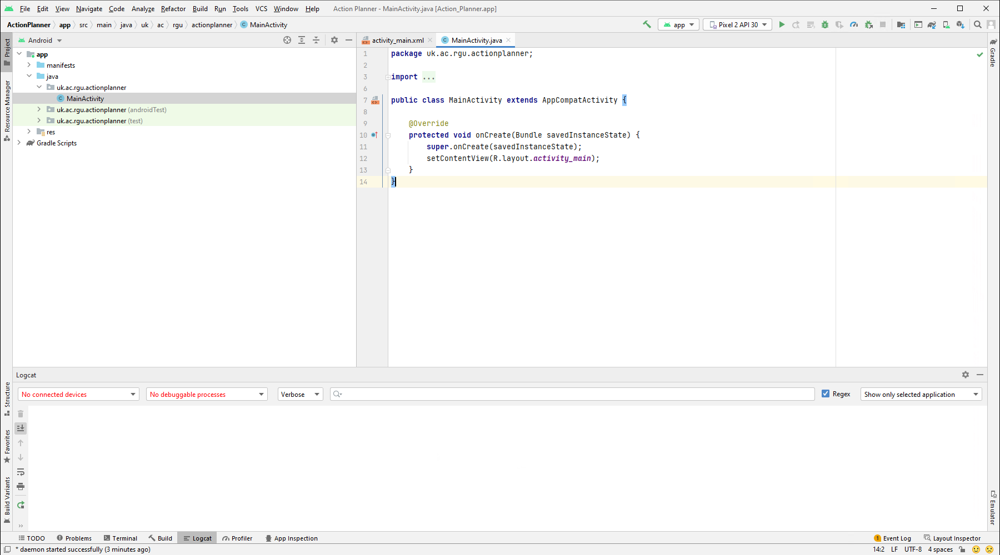 File Edit View Navigate Code Analyze Refactor Build Run Tools VCS Window Help Action Planner - MainActivity.java [Action_Planner.app]
ActionPlanner app src main java uk ac rgu actionplanner MainActivity app Pixel 2 API 30
Project
Resource Manager
Structure
Favorites
Build Variants
Android
app
manifests
java
uk.ac.rgu.actionplanner
MainActivity
uk.ac.rgu.actionplanner (androidTest)
uk.ac.rgu.actionplanner (test)
res
Gradle Scripts
activity_main.xml MainActivity.java
1 package uk.ac.rgu.actionplanner;
2
3 import ...
6
7 public class MainActivity extends AppCompatActivity {
8
9 @Override
10 protected void onCreate(Bundle savedInstanceState) {
11 super.onCreate(savedInstanceState);
12 setContentView(R.layout.activity_main);
13 }
14 }
Gradle
Emulator
Logcat
No connected devices No debuggable processes Verbose Regex Show only selected application
TODO Problems Terminal Build Logcat Profiler App Inspection 1 Event Log Layout Inspector
* daemon started successfully (3 minutes ago) 14:2 LF UTF-8 4 spaces